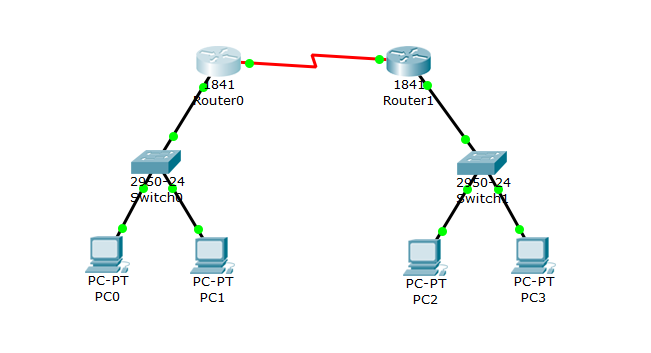 1841
Router0
1841
Router1
2950-24
Switch0
2950-24
Switch1
PC-PT
PC0
PC-PT
PC1
PC-PT
PC2
PC-PT
PC3